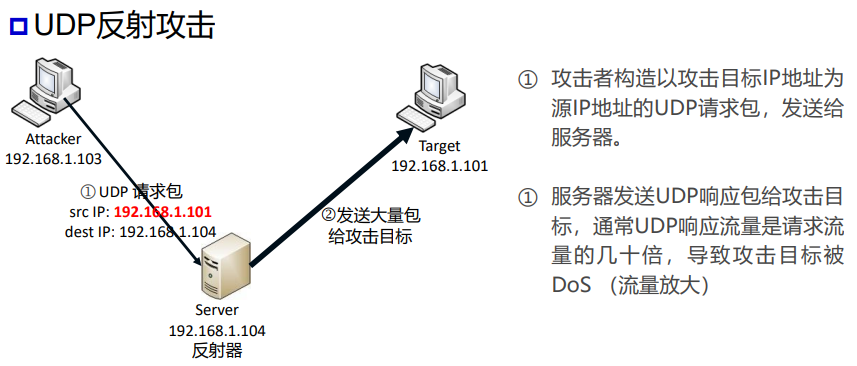 UDP反射攻击
Attacker
192.168.1.103
Target
192.168.1.101
① UDP 请求包
src IP: 192.168.1.101
dest IP: 192.168.1.104
②发送大量包
给攻击目标
Server
192.168.1.104
反射器
① 攻击者构造以攻击目标IP地址为
源IP地址的UDP请求包，发送给
服务器。
① 服务器发送UDP响应包给攻击目
标，通常UDP响应流量是请求流
量的几十倍，导致攻击目标被
DoS （流量放大）